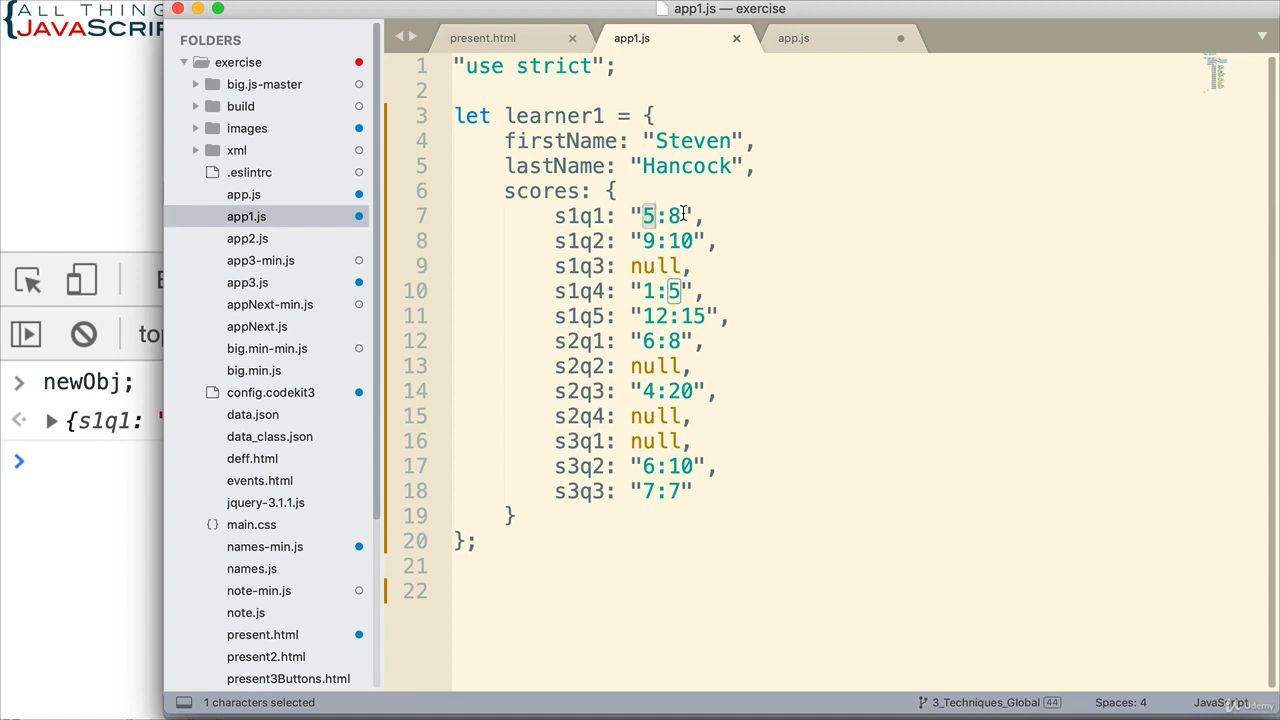 {ALL THING
JAVASCRIP
top
newObj;
{s1q1: "
app1.js — exercise
FOLDERS
exercise
big.js-master
build
images
xml
.eslintrc
app.js
app1.js
app2.js
app3-min.js
app3.js
appNext-min.js
appNext.js
big.min-min.js
big.min.js
config.codekit3
data.json
data_class.json
deff.html
events.html
jquery-3.1.1.js
main.css
names-min.js
names.js
note-min.js
note.js
present.html
present2.html
present3Buttons.html
present.html app1.js app.js
1 "use strict";
2
3 let learner1 = {
4 firstName: "Steven",
5 lastName: "Hancock",
6 scores: {
7 s1q1: "5:8",
8 s1q2: "9:10",
9 s1q3: null,
10 s1q4: "1:5",
11 s1q5: "12:15",
12 s2q1: "6:8",
13 s2q2: null,
14 s2q3: "4:20",
15 s2q4: null,
16 s3q1: null,
17 s3q2: "6:10",
18 s3q3: "7:7"
19 }
20 };
21
22
1 characters selected 3_Techniques_Global 44 Spaces: 4 JavaScript
Udemy